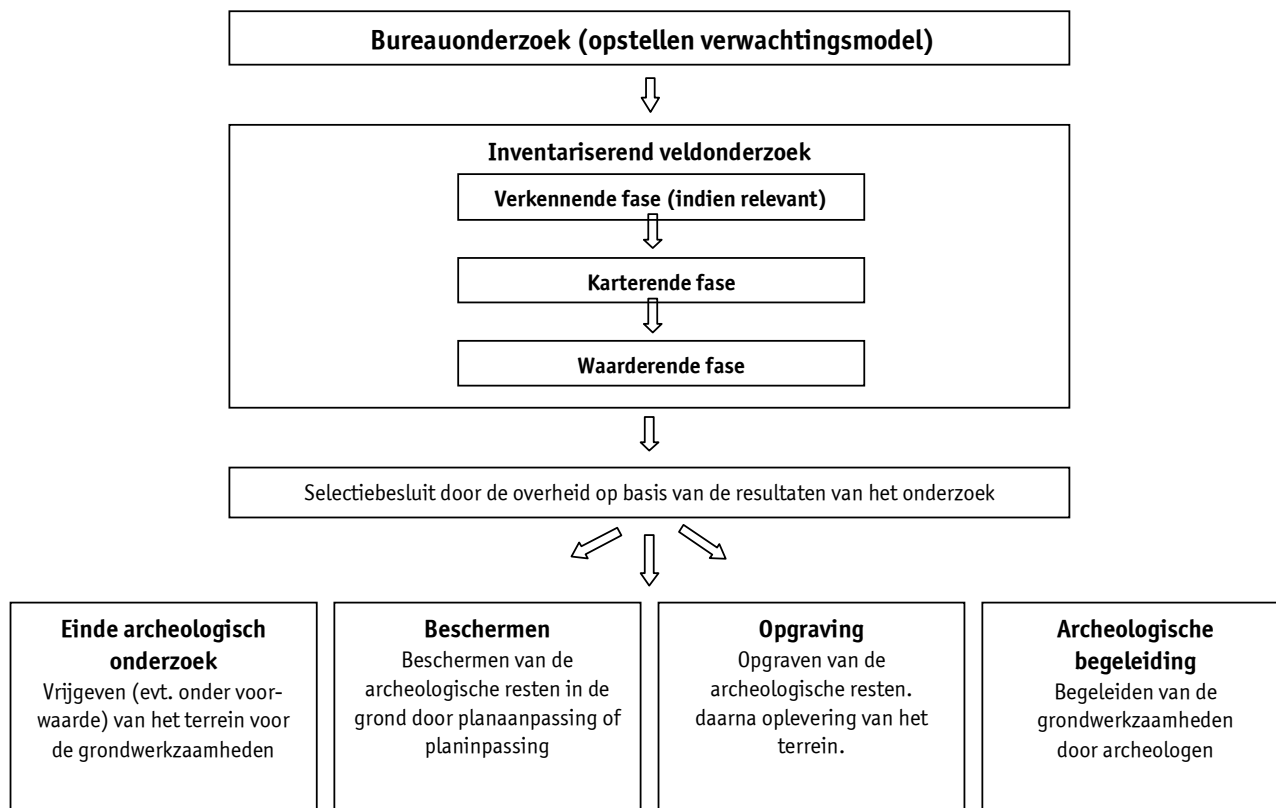 Bureauonderzoek (opstellen verwachtingsmodel)
Inventariserend veldonderzoek
Verkennende fase (indien relevant)
Karterende fase
Waarderende fase
Selectiebesluit door de overheid op basis van de resultaten van het onderzoek
Einde archeologisch
onderzoek
Vrijgeven (evt. onder voor-
waarde) van het terrein voor
de grondwerkzaamheden
Beschermen
Beschermen van de
archeologische resten in de
grond door planaanpassing of
planinpassing
Opgraving
Opgraven van de
archeologische resten.
daarna oplevering van het
terrein.
Archeologische
begeleiding
Begeleiden van de
grondwerkzaamheden
door archeologen